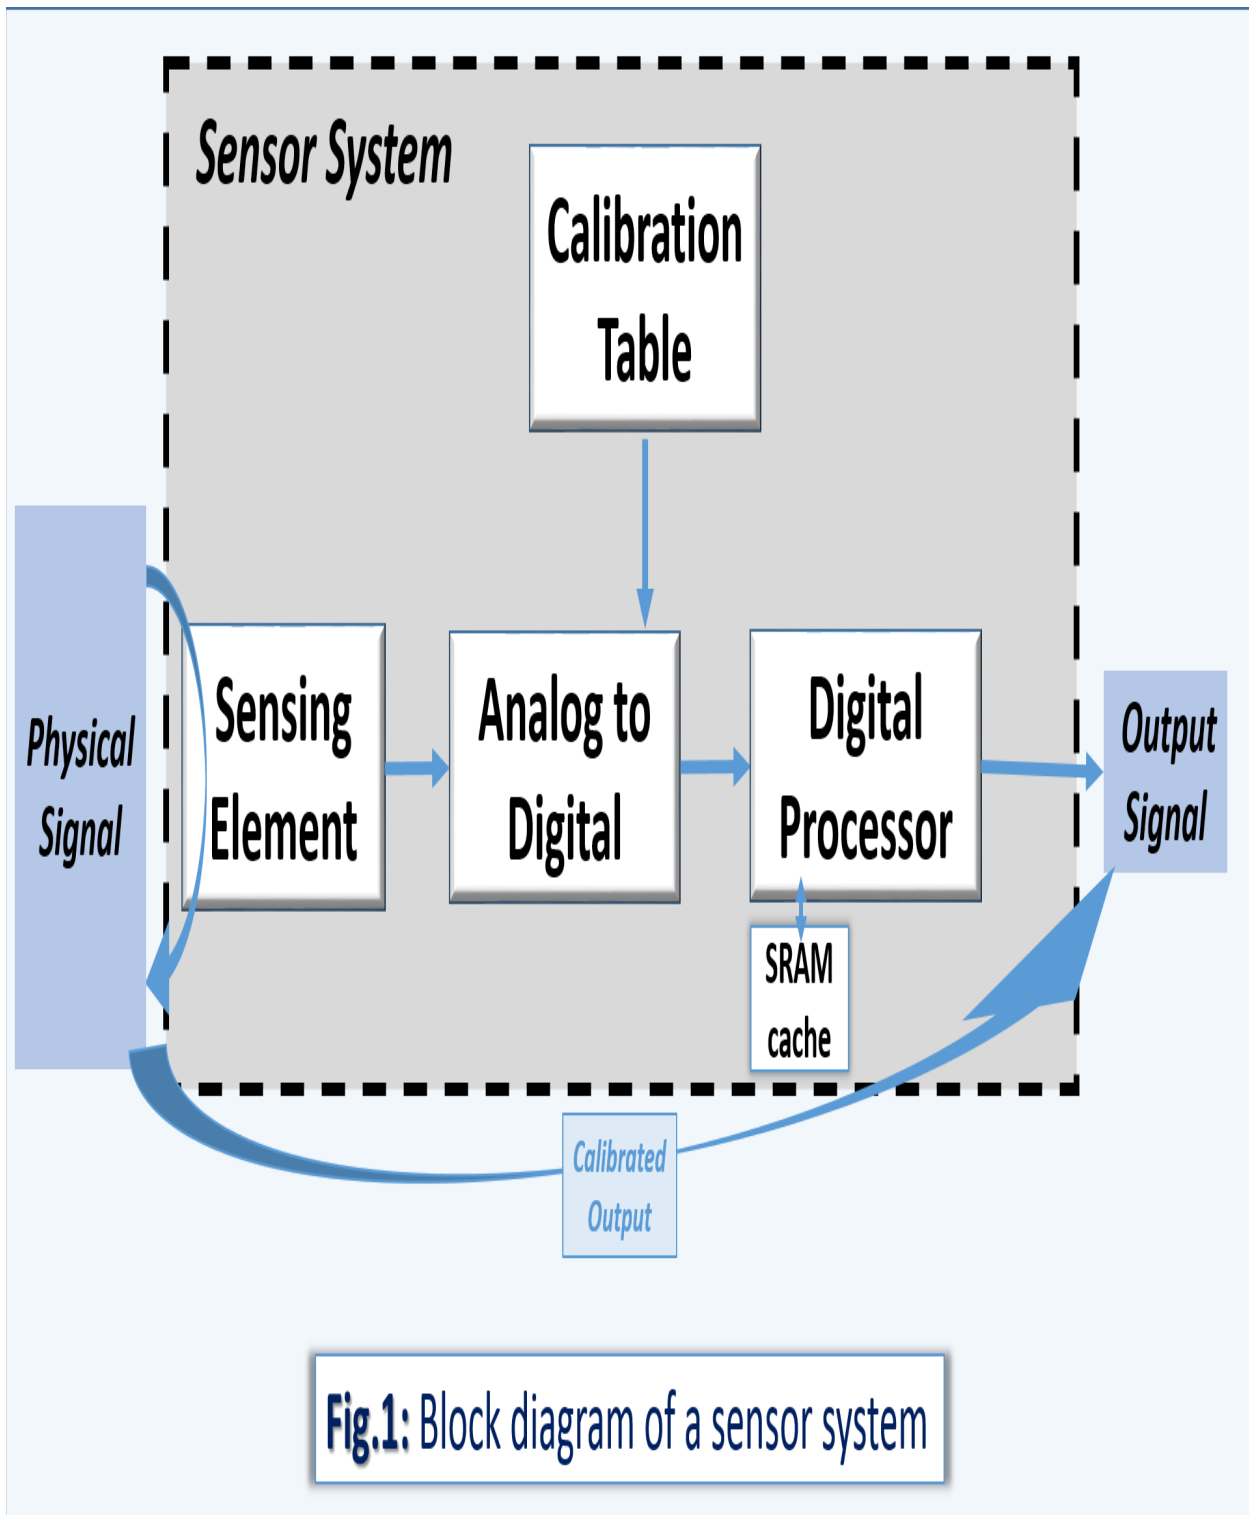 Sensor System
Calibration
Table
Physical
Signal
Sensing
Element
Analog to
Digital
Digital
Processor
Output
Signal
SRAM
cache
Calibrated
Output
Fig.1: Block diagram of a sensor system